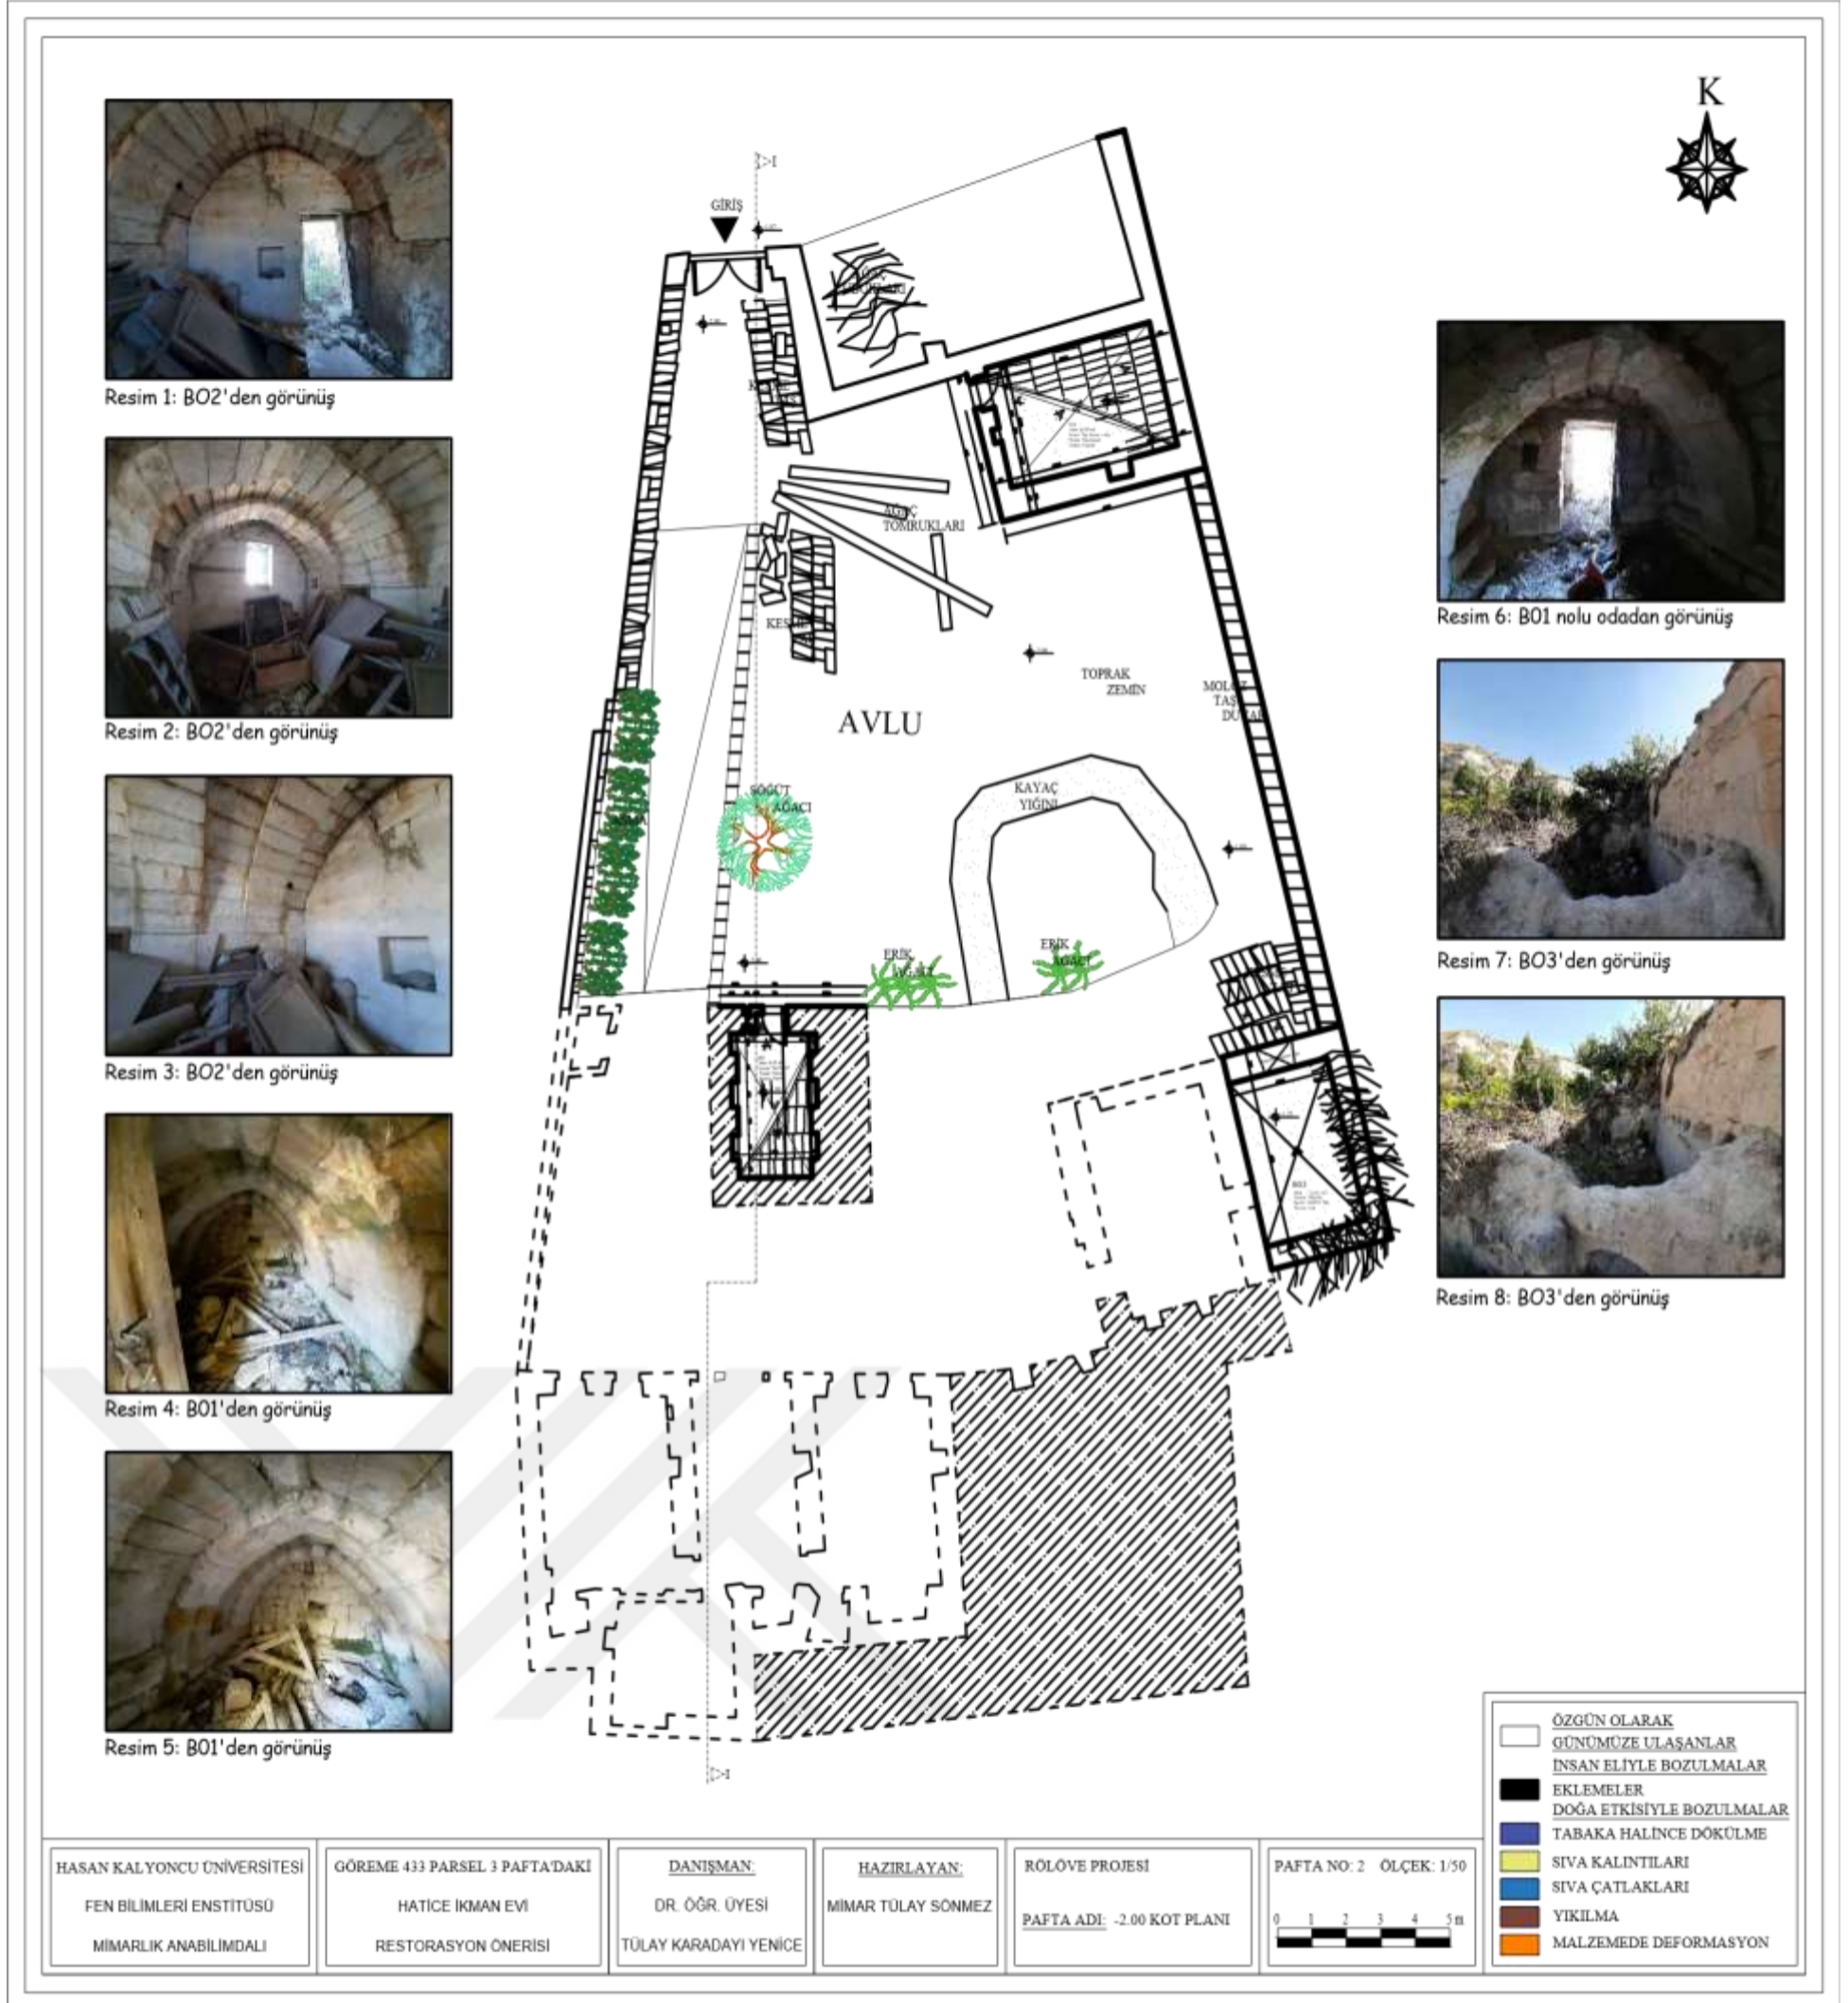 K
GİRİŞ
I
Resim 1: BO2'den görünüş
Resim 2: BO2'den görünüş
Resim 3: BO2'den görünüş
Resim 4: B01'den görünüş
Resim 5: B01'den görünüş
Resim 6: B01 nolu odadan görünüş
Resim 7: BO3'den görünüş
Resim 8: BO3'den görünüş
AĞAÇ
TOMRUKLARI
TOPRAK
ZEMİN
TAŞ
AVLU
SÖĞÜT
AĞACI
KAYAÇ
YIĞINI
ERİK
AĞACI
ERİK
AĞACI
B03
I
ÖZGÜN OLARAK
GÜNÜMÜZE ULAŞANLAR
İNSAN ELİYLE BOZULMALAR
EKLEMELER
DOĞA ETKİSİYLE BOZULMALAR
TABAKA HALİNCE DÖKÜLME
SIVA KALINTILARI
SIVA ÇATLAKLARI
YIKILMA
MALZEMEDE DEFORMASYON
HASAN KALYONCU ÜNİVERSİTESİ
FEN BİLİMLERİ ENSTİTÜSÜ
MİMARLIK ANABİLİMDALI
GÖREME 433 PARSEL 3 PAFTA'DAKİ
HATİCE İKMAN EVİ
RESTORASYON ÖNERİSİ
DANIŞMAN:
DR. ÖĞR. ÜYESİ
TÜLAY KARADAYI YENİCE
HAZIRLAYAN:
MİMAR TÜLAY SÖNMEZ
RÖLÖVE PROJESİ
PAFTA ADI: -2.00 KOT PLANI
PAFTA NO: 2 ÖLÇEK: 1/50
0 1 2 3 4 5 m